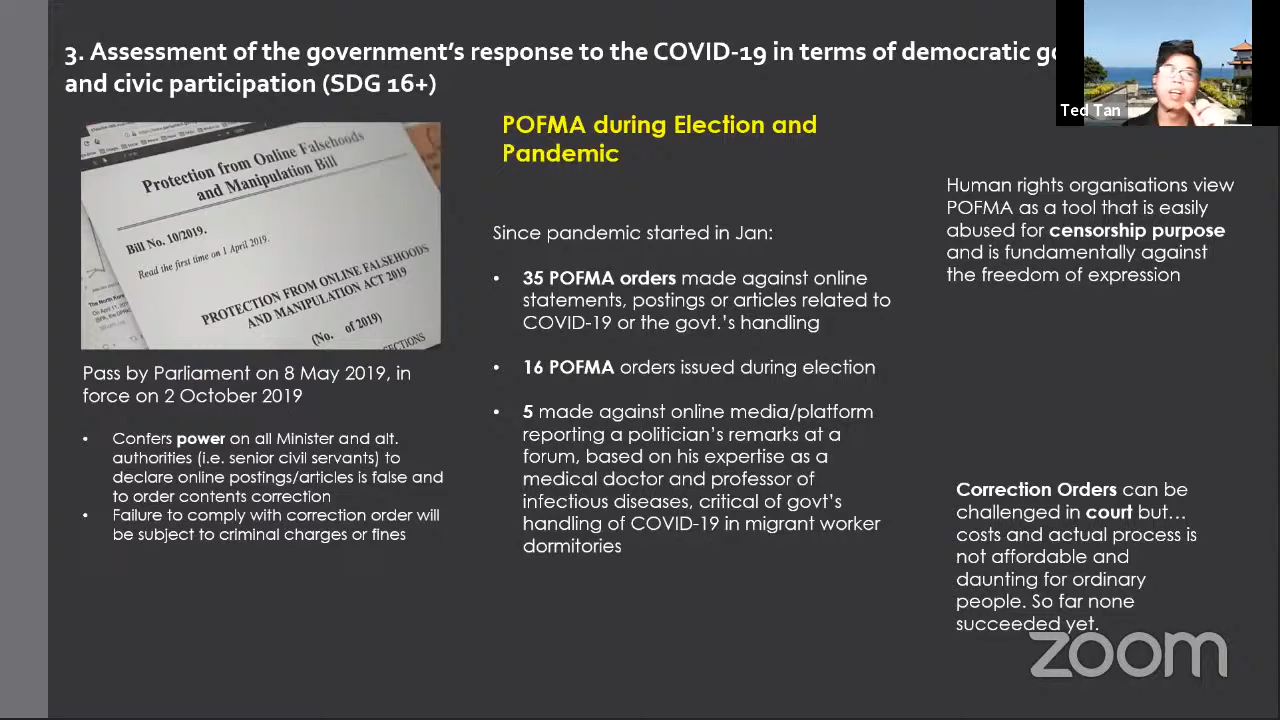 3. Assessment of the government's response to the COVID-19 in terms of democratic go
and civic participation (SDG 16+)
Ted Tan
Protection from Online Falsehoods
and Manipulation Bill
Bill No. 10/2019.
Read the first time on 1 April 2019.
PROTECTION FROM ONLINE FALSEHOODS
AND MANIPULATION ACT 2019
(No. of 2019)
Pass by Parliament on 8 May 2019, in
force on 2 October 2019
• Confers power on all Minister and alt.
authorities (i.e. senior civil servants) to
declare online postings/articles is false and
to order contents correction
• Failure to comply with correction order will
be subject to criminal charges or fines
POFMA during Election and
Pandemic
Since pandemic started in Jan:
• 35 POFMA orders made against online
statements, postings or articles related to
COVID-19 or the govt.'s handling
• 16 POFMA orders issued during election
• 5 made against online media/platform
reporting a politician's remarks at a
forum, based on his expertise as a
medical doctor and professor of
infectious diseases, critical of govt's
handling of COVID-19 in migrant worker
dormitories
Human rights organisations view
POFMA as a tool that is easily
abused for censorship purpose
and is fundamentally against
the freedom of expression
Correction Orders can be
challenged in court but...
costs and actual process is
not affordable and
daunting for ordinary
people. So far none
succeeded yet.
zoom